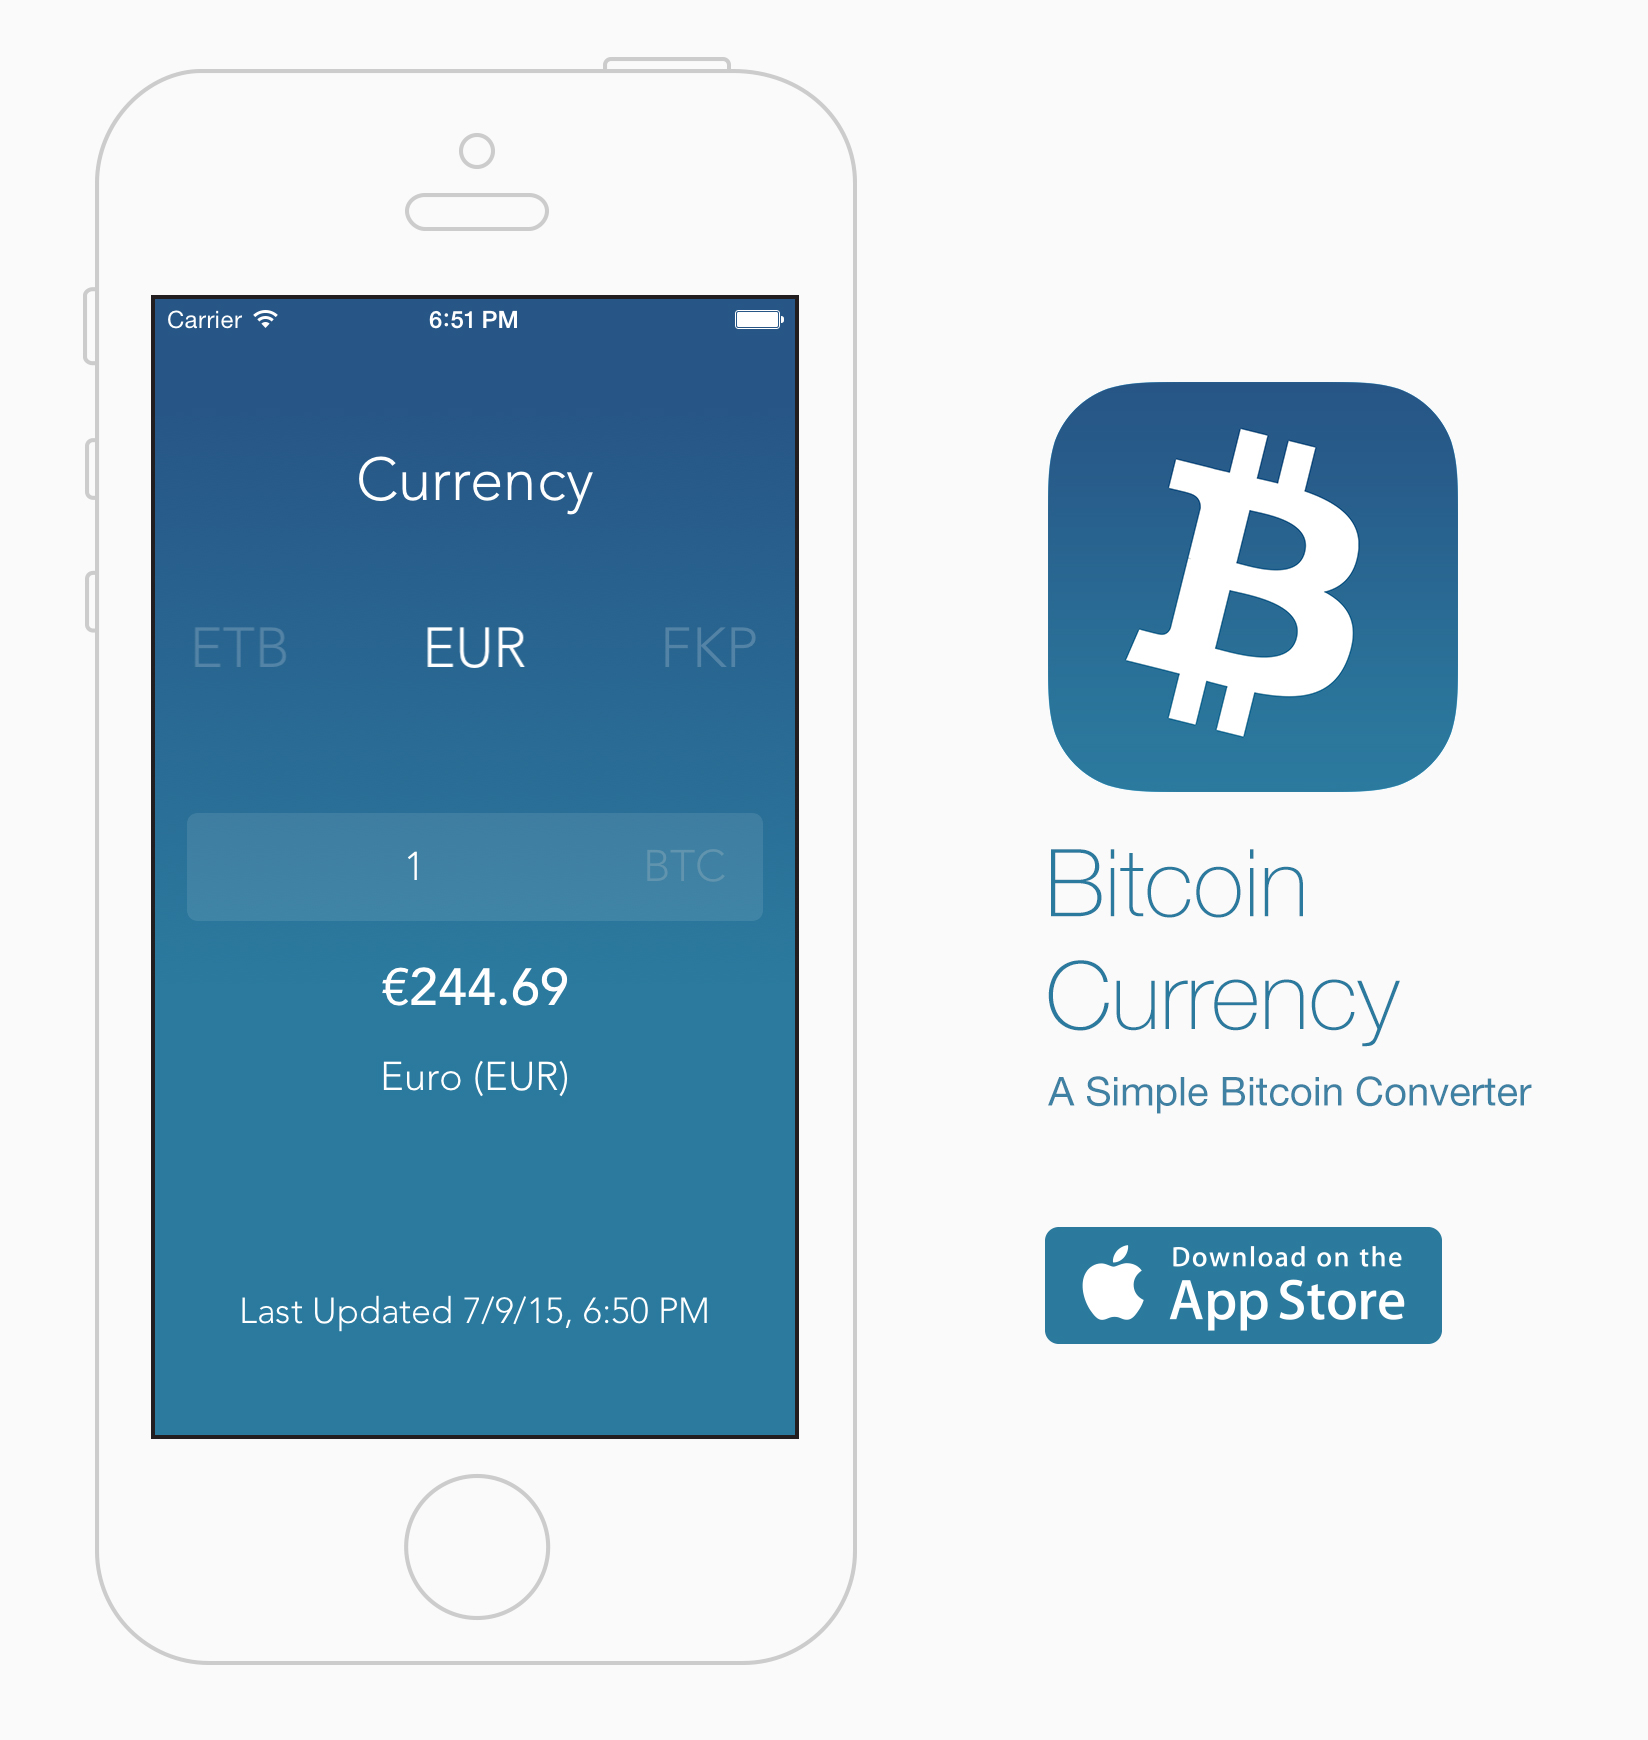 Carrier 6:51 PM
Currency
ETB EUR FKP
1 BTC
€244.69
Euro (EUR)
Last Updated 7/9/15, 6:50 PM
Bitcoin
Currency
A Simple Bitcoin Converter
Download on the
App Store